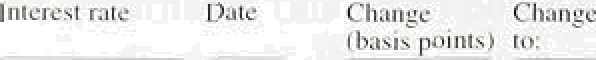 Interest rate Date Change Change
(basis points) to: